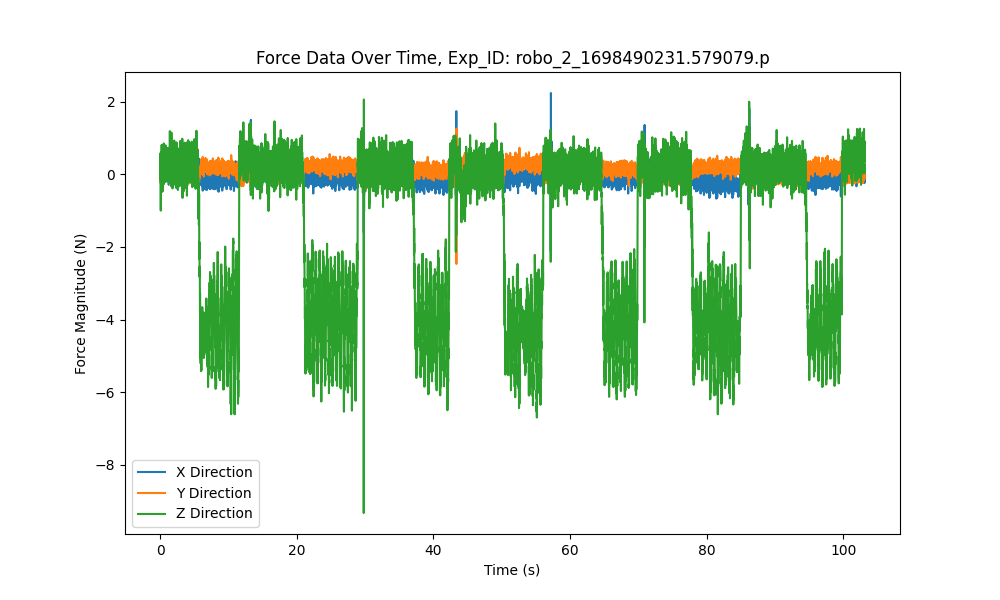 Force Data Over Time, Exp_ID: robo_2_1698490231.579079.p
2
0
−2
−4
−6
−8
Force Magnitude (N)
X Direction
Y Direction
Z Direction
0
20
40
60
80
100
Time (s)